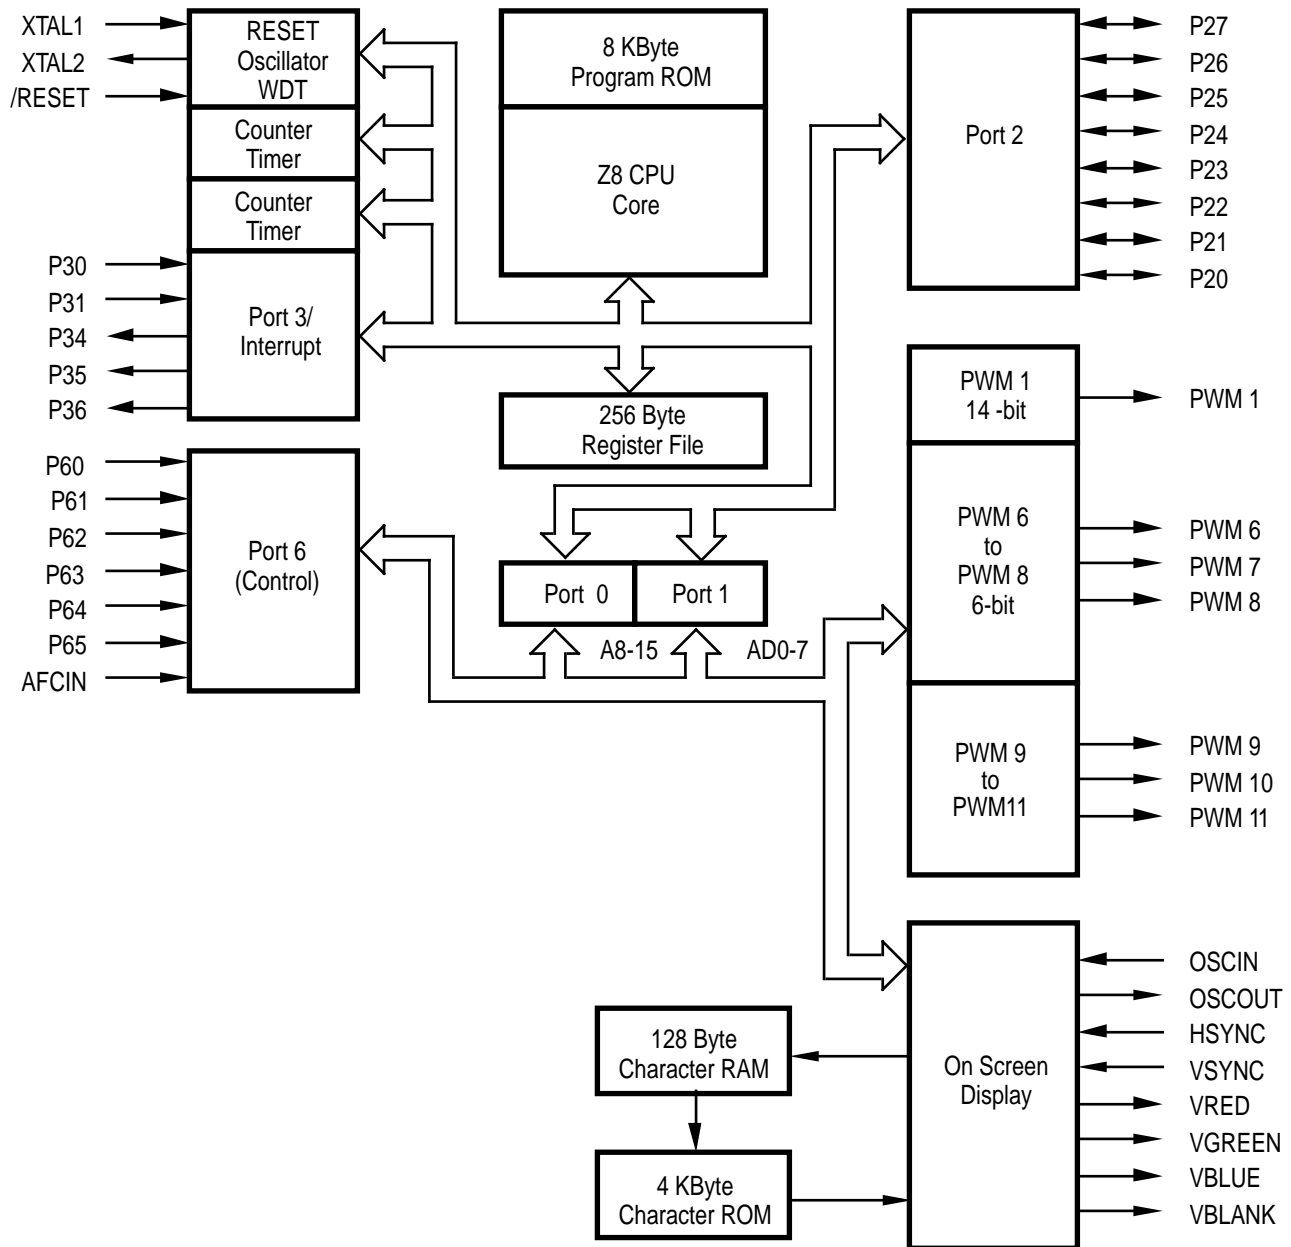 XTAL1
XTAL2
/RESET
RESET
Oscillator
WDT
Counter
Timer
Counter
Timer
P30
P31
P34
P35
P36
Port 3/
Interrupt
P60
P61
P62
P63
P64
P65
AFCIN
Port 6
(Control)
8 KByte
Program ROM
Z8 CPU
Core
256 Byte
Register File
Port 0
Port 1
A8-15
AD0-7
Port 2
P27
P26
P25
P24
P23
P22
P21
P20
PWM 1
14 -bit
PWM 1
PWM 6
to
PWM 8
6-bit
PWM 6
PWM 7
PWM 8
PWM 9
to
PWM11
PWM 9
PWM 10
PWM 11
128 Byte
Character RAM
4 KByte
Character ROM
On Screen
Display
OSCIN
OSCOUT
HSYNC
VSYNC
VRED
VGREEN
VBLUE
VBLANK